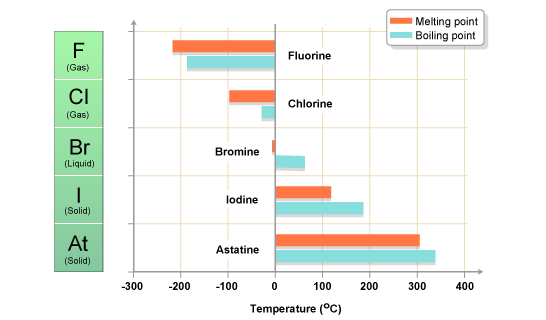 Melting point
Boiling point
F
(Gas)
Fluorine
Cl
(Gas)
Chlorine
Br
(Liquid)
Bromine
I
(Solid)
Iodine
At
(Solid)
Astatine
-300 -200 -100 0 100 200 300 400
Temperature (ºC)